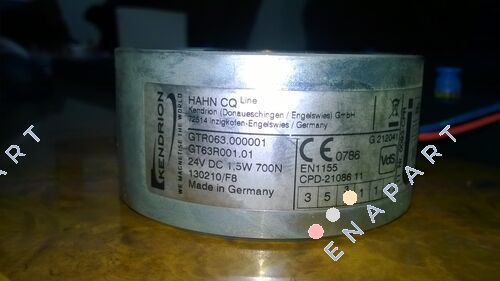 KENDRION
WE MAGNETISE THE WORLD
HAHN CQ Line
Kendrion (Donaueschingen / Engelswies) GmbH
72514 Inzigkofen-Engelswies / Germany
GTR063.000001
GT63R001.01
24V DC 1,5W 700N
130210/F8
Made in Germany
CE 0786
EN1155
CPD-21086 11
3 5 1 1
G 21204
VdS
ENAPART
ENAPART
ENAPART